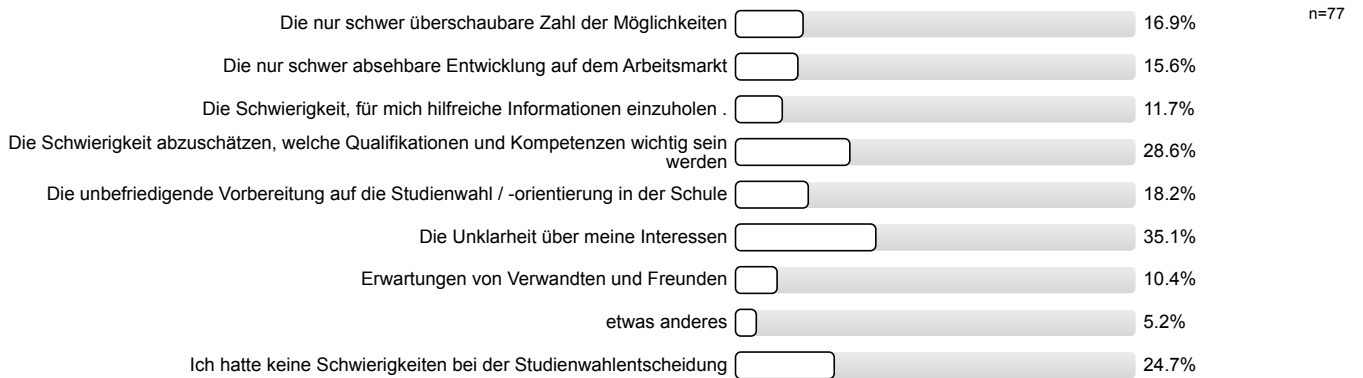 Die nur schwer überschaubare Zahl der Möglichkeiten 16.9% n=77
Die nur schwer absehbare Entwicklung auf dem Arbeitsmarkt 15.6%
Die Schwierigkeit, für mich hilfreiche Informationen einzuholen . 11.7%
Die Schwierigkeit abzuschätzen, welche Qualifikationen und Kompetenzen wichtig sein
werden 28.6%
Die unbefriedigende Vorbereitung auf die Studienwahl / -orientierung in der Schule 18.2%
Die Unklarheit über meine Interessen 35.1%
Erwartungen von Verwandten und Freunden 10.4%
etwas anderes 5.2%
Ich hatte keine Schwierigkeiten bei der Studienwahlentscheidung 24.7%